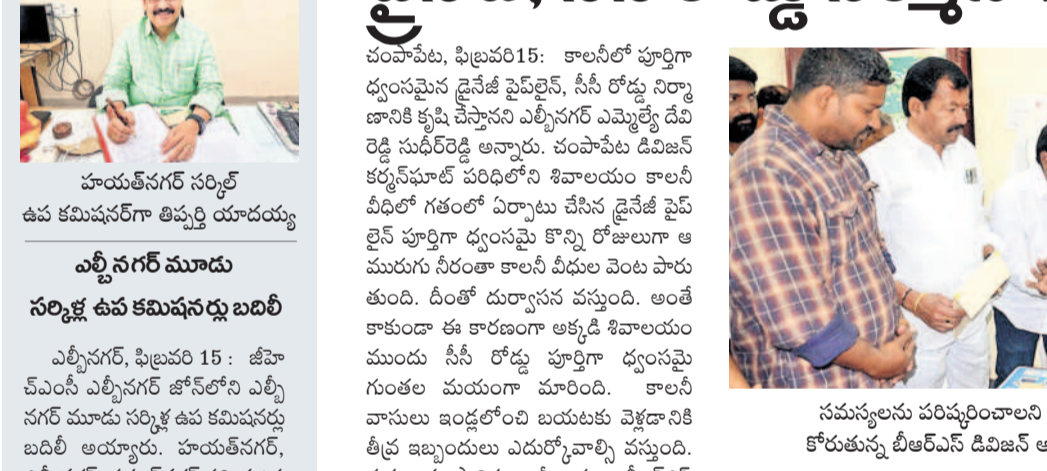 హయత్‌నగర్ సర్కిల్
ఉప కమిషనర్‌గా తిప్పర్తి యాదయ్య
ఎల్బీనగర్ మూడు
సర్కిళ్ల ఉప కమిషనర్లు బదిలీ
ఎల్బీనగర్, ఫిబ్రవరి 15 : జీహె
చ్ఎంసీ ఎల్బీనగర్ జోన్‌లోని ఎల్బీ
నగర్ మూడు సర్కిళ్ల ఉప కమిషనర్లు
బదిలీ అయ్యారు. హయత్‌నగర్,
చంపాపేట, ఫిబ్రవరి15: కాలనీలో పూర్తిగా
ధ్వంసమైన డ్రైనేజీ పైప్‌లైన్, సీసీ రోడ్డు నిర్మా
ణానికి కృషి చేస్తానని ఎల్బీనగర్ ఎమ్మెల్యే దేవి
రెడ్డి సుధీర్‌రెడ్డి అన్నారు. చంపాపేట డివిజన్
కర్మన్‌ఘాట్ పరిధిలోని శివాలయం కాలనీ
వీధిలో గతంలో ఏర్పాటు చేసిన డ్రైనేజీ పైప్
లైన్ పూర్తిగా ధ్వంసమై కొన్ని రోజులుగా ఆ
మురుగు నీరంతా కాలనీ వీధుల వెంట పారు
తుంది. దీంతో దుర్వాసన వస్తుంది. అంతే
కాకుండా ఈ కారణంగా అక్కడి శివాలయం
ముందు సీసీ రోడ్డు పూర్తిగా ధ్వంసమై
గుంతల మయంగా మారింది. కాలనీ
వాసులు ఇండ్లలోంచి బయటకు వెళ్లడానికి
తీవ్ర ఇబ్బందులు ఎదుర్కోవాల్సి వస్తుంది.
సమస్యలను పరిష్కరించాలని
కోరుతున్న బీఆర్ఎస్ డివిజన్ అ